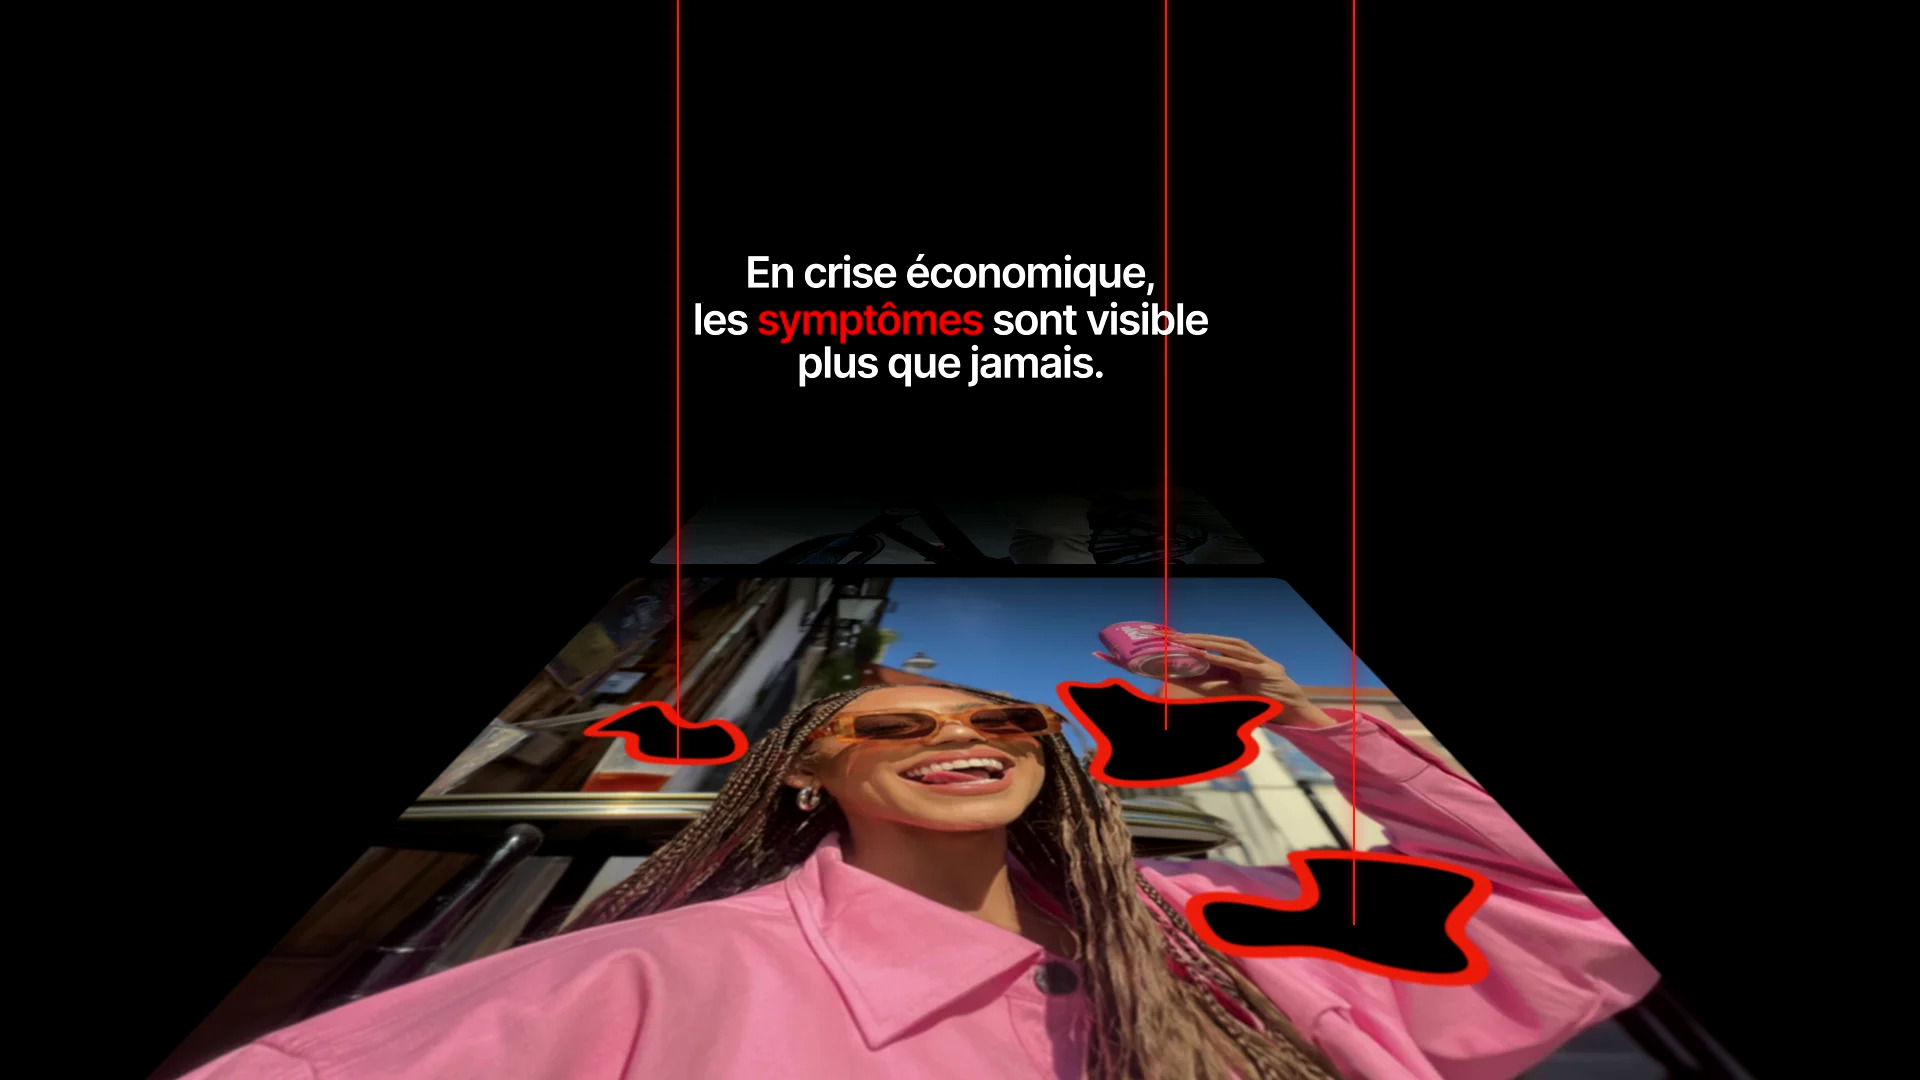 En crise économique,
les symptômes sont visible
plus que jamais.